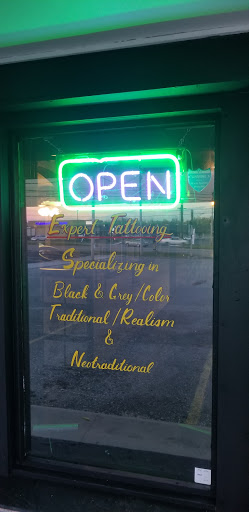 OPEN
Expert Tattooing
Specializing in
Black & Grey/Color
Traditional/Realism
&
Neotraditional